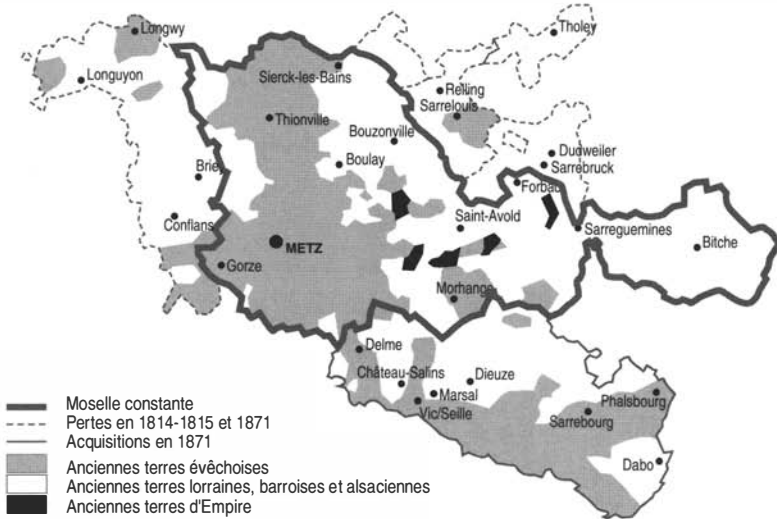 Longwy
Tholey
Longuyon
Sierck-les-Bains
Relling
Sarrelouis
Thionville
Bouzonville
Dudweiler
Boulay
Sarrebruck
Briey
Forbach
Saint-Avold
Conflans
Sarreguemines
METZ
Bitche
Gorze
Morhange
Delme
Château-Salins
Dieuze
Marsal
Phalsbourg
Vic/Seille
Sarrebourg
Dabo
Moselle constante
Pertes en 1814-1815 et 1871
Acquisitions en 1871
Anciennes terres évêchoises
Anciennes terres lorraines, barroises et alsaciennes
Anciennes terres d'Empire